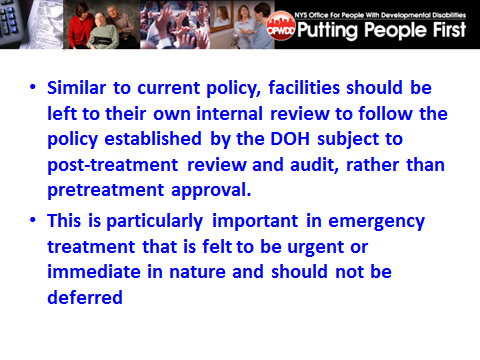 NYS Office For People With Developmental Disabilities
OPWDD
Putting People First
• Similar to current policy, facilities should be
left to their own internal review to follow the
policy established by the DOH subject to
post-treatment review and audit, rather than
pretreatment approval.
• This is particularly important in emergency
treatment that is felt to be urgent or
immediate in nature and should not be
deferred